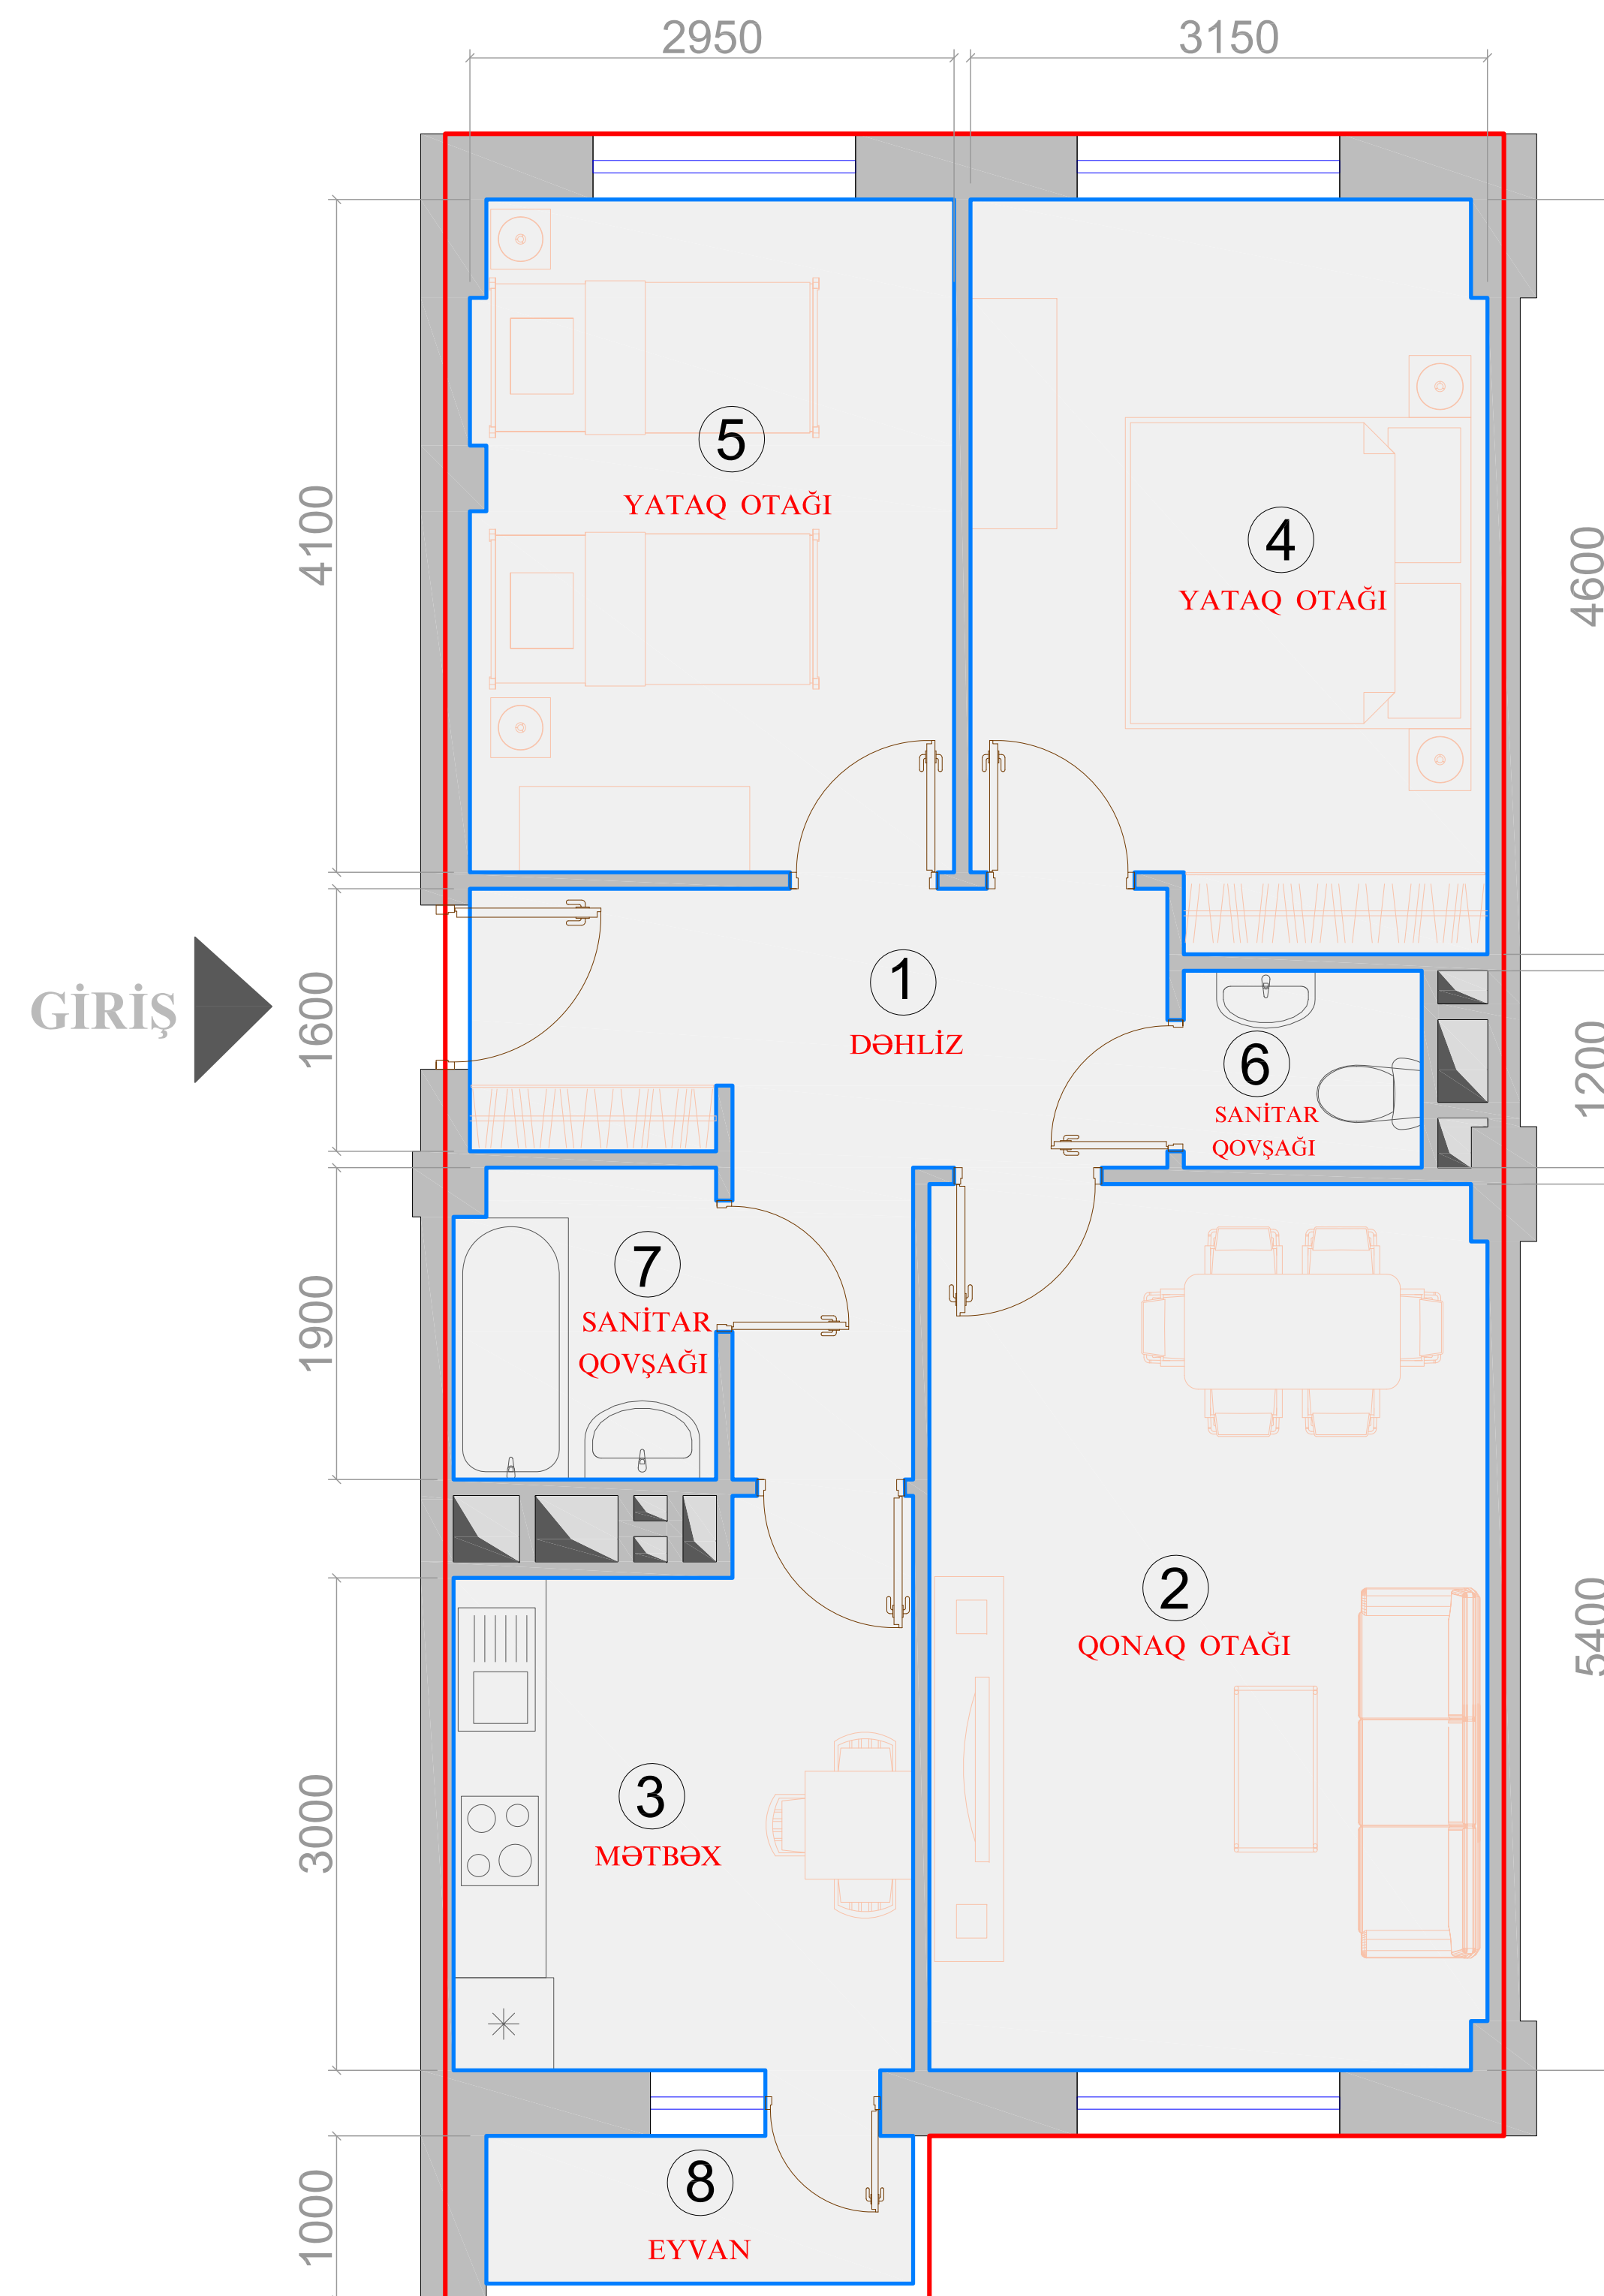 2950
3150
4100
5
YATAQ OTAĞI
4
YATAQ OTAĞI
4600
GİRİŞ
1600
1
DƏHLİZ
6
SANİTAR
QOVŞAĞI
1200
1900
7
SANİTAR
QOVŞAĞI
2
QONAQ OTAĞI
5400
3000
3
MƏTBƏX
1000
8
EYVAN